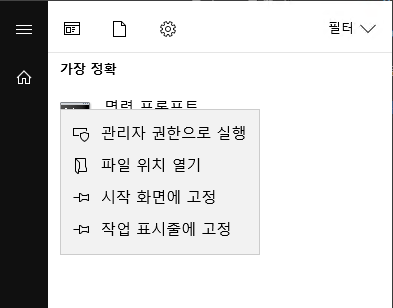 필터
가장 정확
명령 프롬프트
관리자 권한으로 실행
파일 위치 열기
시작 화면에 고정
작업 표시줄에 고정